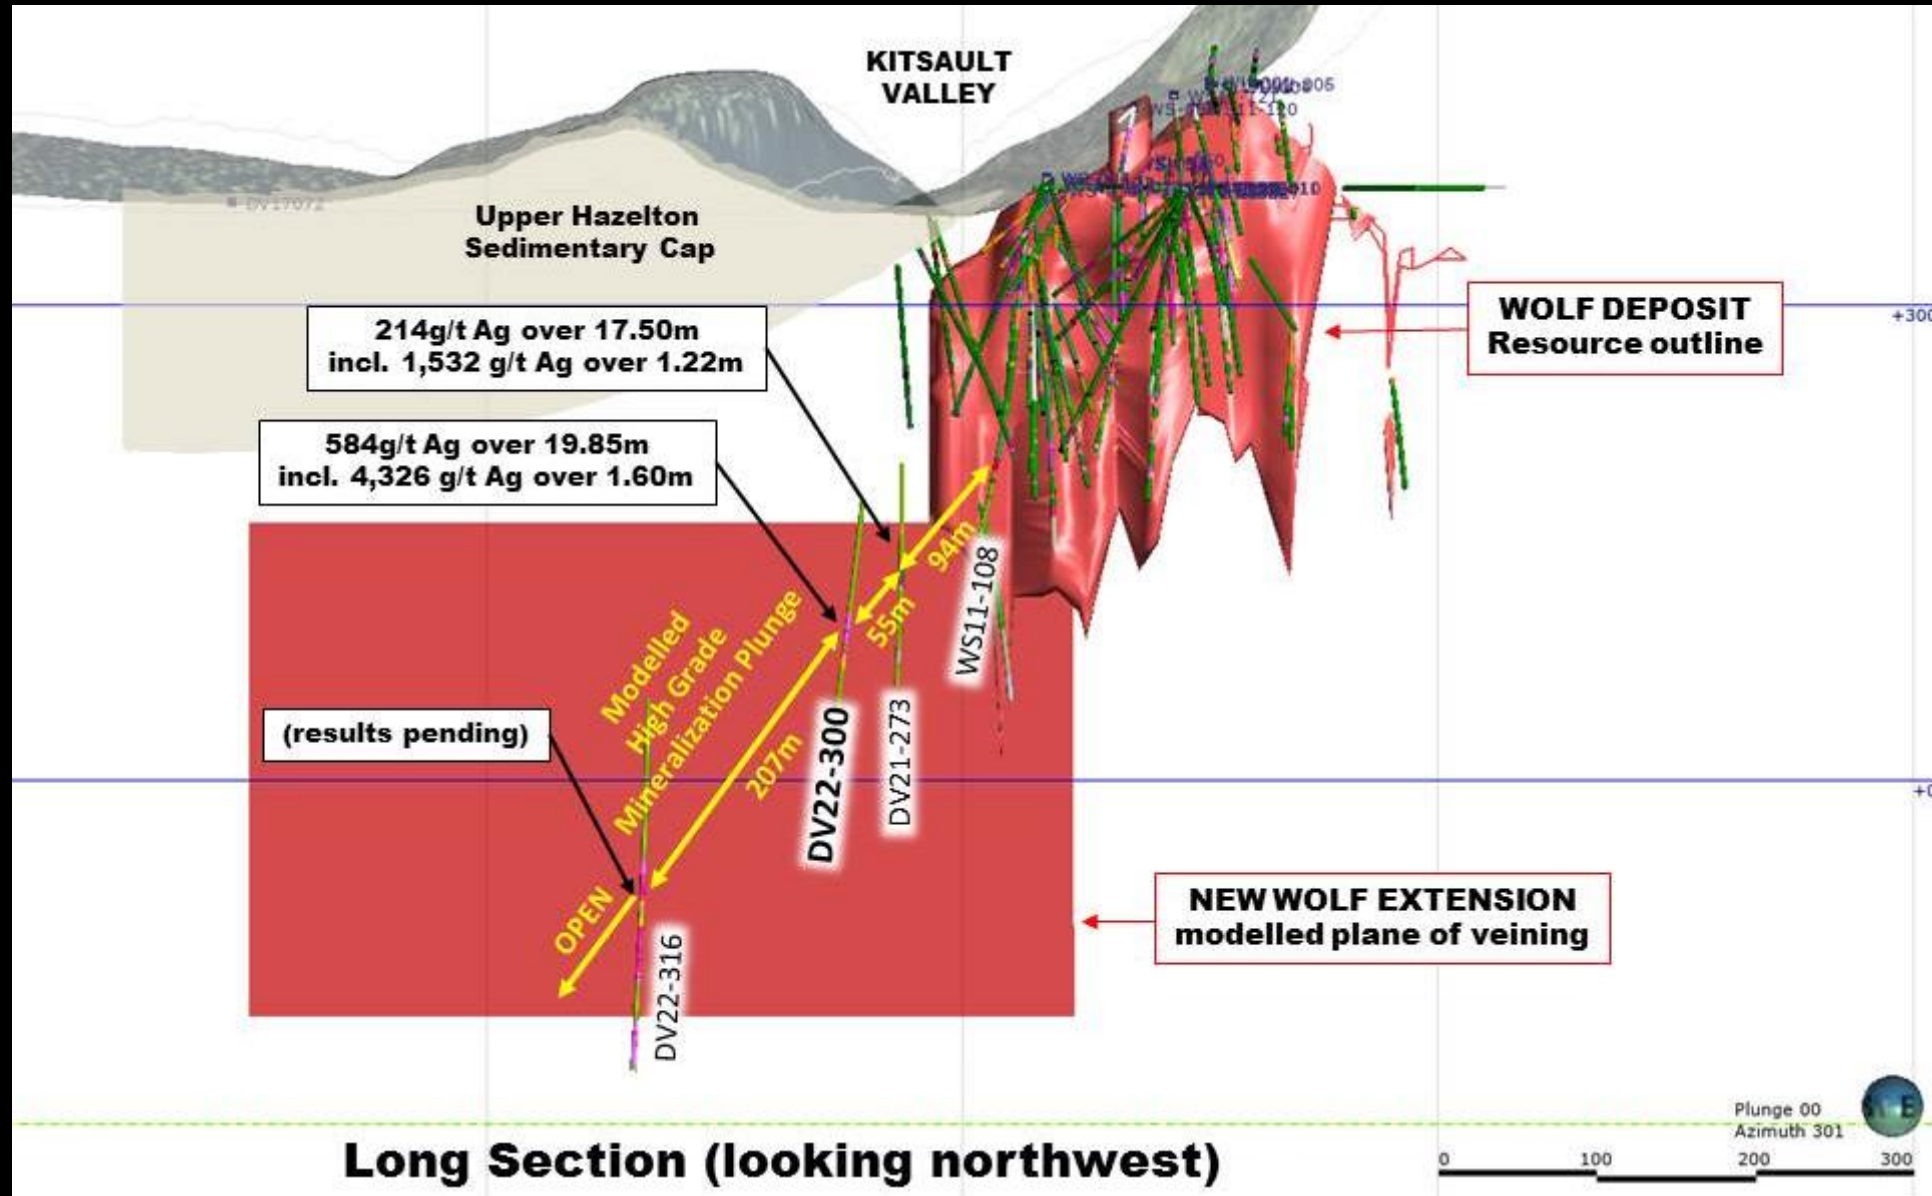 KITSAULT
VALLEY
DV17072
Upper Hazelton
Sedimentary Cap
214g/t Ag over 17.50m
incl. 1,532 g/t Ag over 1.22m
584g/t Ag over 19.85m
incl. 4,326 g/t Ag over 1.60m
WOLF DEPOSIT
Resource outline
+300
94m
55m
WS11-108
Modelled
High Grade
Mineralization Plunge
207m
(results pending)
DV22-300
DV21-273
OPEN
DV22-316
NEW WOLF EXTENSION
modelled plane of veining
Plunge 00
Azimuth 301
Long Section (looking northwest)
0 100 200 300